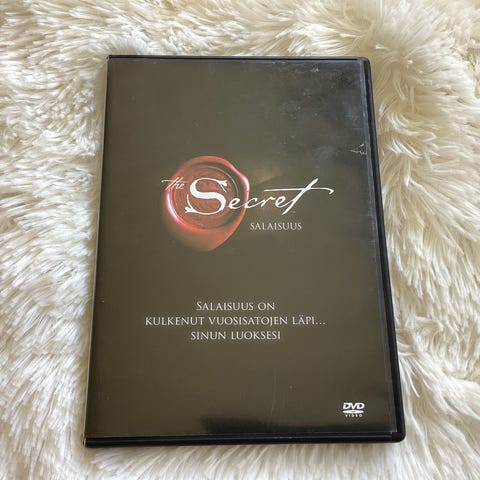 the Secret
SALAISUUS
SALAISUUS ON
KULKENUT VUOSISATOJEN LÄPI...
SINUN LUOKSESI
DVD
VIDEO